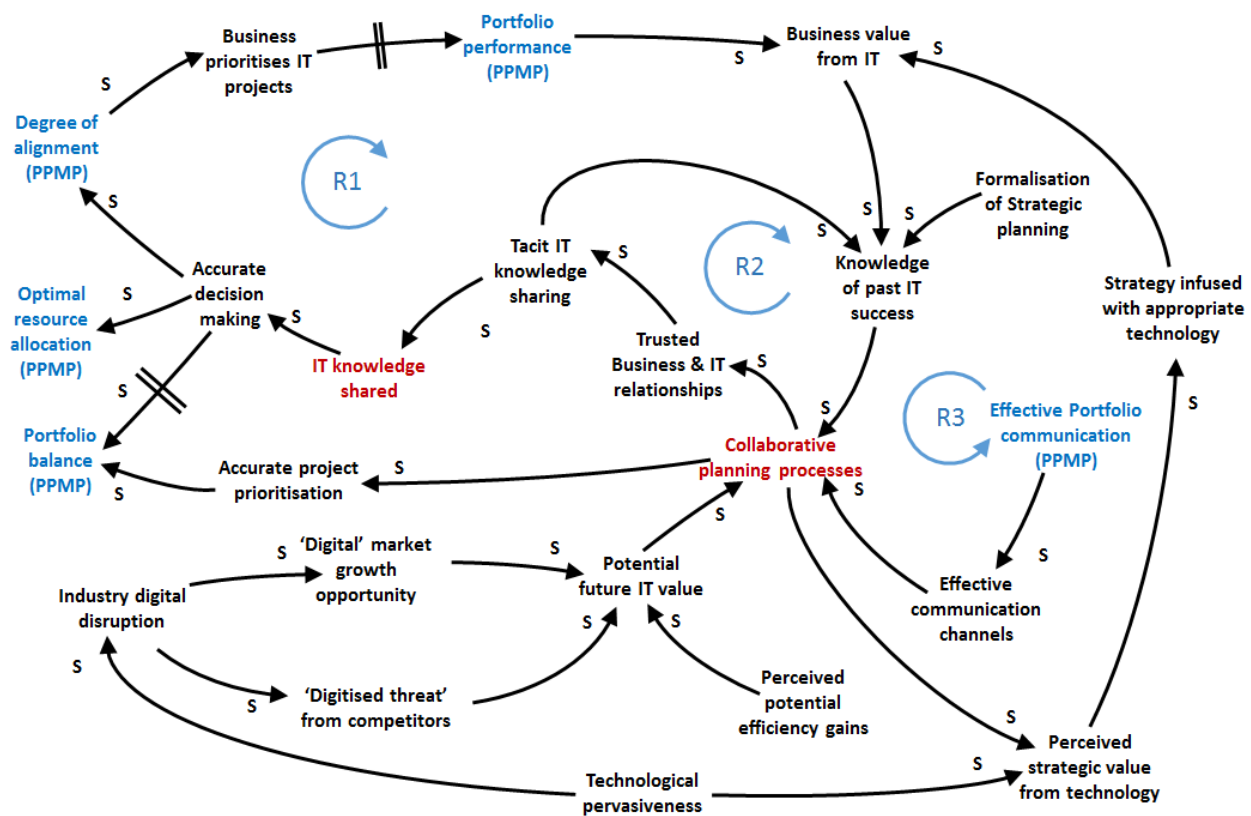 Business
prioritises IT
projects
Portfolio
performance
(PPMP)
S
Business value
from IT
S
S
Degree of
alignment
(PPMP)
R1
S
Accurate
decision
making
S
Optimal
resource
allocation
(PPMP)
S
IT knowledge
shared
S
Tacit IT
knowledge
sharing
S
S
R2
Trusted
Business & IT
relationships
S
S
S
S
Formalisation
of Strategic
planning
Knowledge
of past IT
success
Strategy infused
with appropriate
technology
S
S
R3
Effective Portfolio
communication
(PPMP)
S
Portfolio
balance
(PPMP)
S
Accurate project
prioritisation
S
Collaborative
planning processes
S
S
S
Effective
communication
channels
Industry digital
disruption
S
‘Digital’ market
growth
opportunity
S
Potential
future IT value
S
S
S
‘Digitised threat’
from competitors
S
Perceived
potential
efficiency gains
Technological
pervasiveness
S
S
Perceived
strategic value
from technology